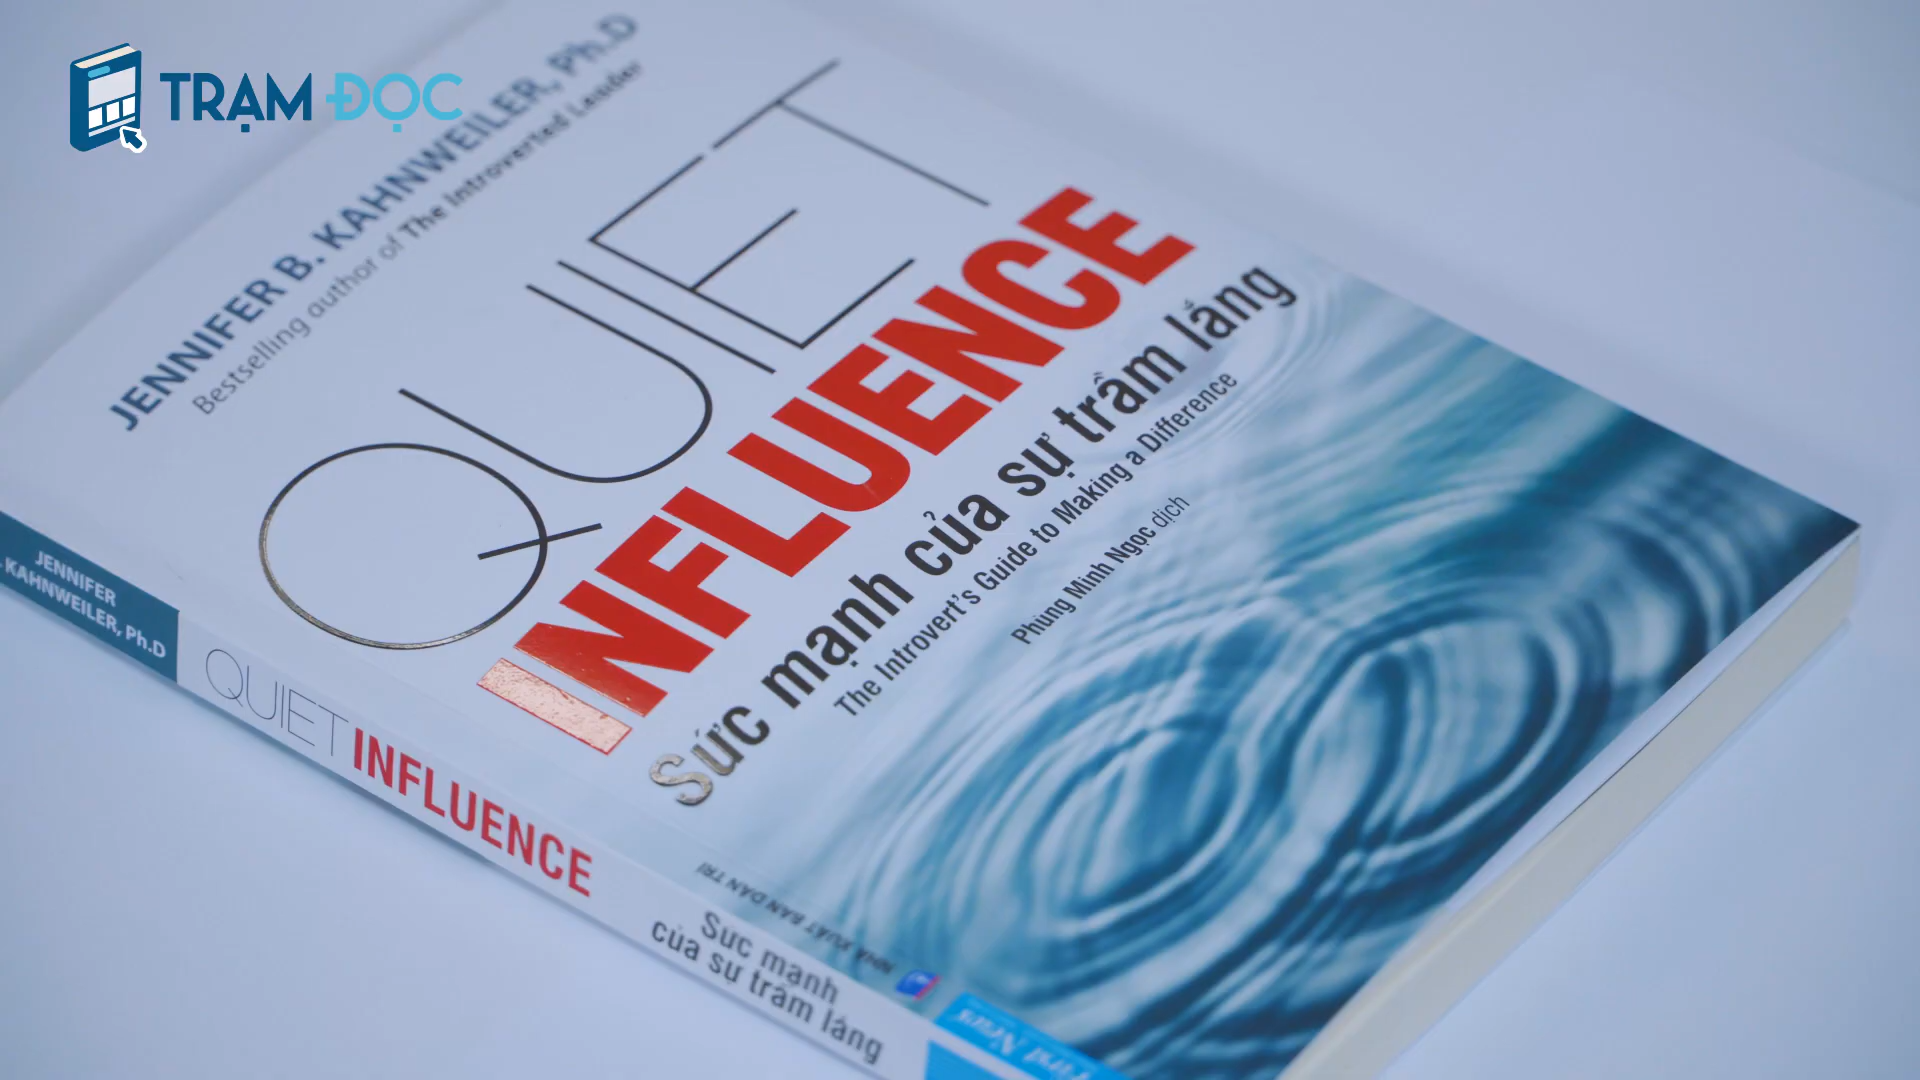 TRẠM ĐỌC
JENNIFER B. KAHNWEILER, Ph.D
Bestselling author of The Introverted Leader
QUIET
INFLUENCE
Sức mạnh của sự trầm lắng
The Introvert's Guide to Making a Difference
Phùng Minh Ngọc dịch
NHÀ XUẤT BẢN DÂN TRÍ
First News
JENNIFER
B. KAHNWEILER, Ph.D
QUIET INFLUENCE
Sức mạnh
của sự trầm lắng